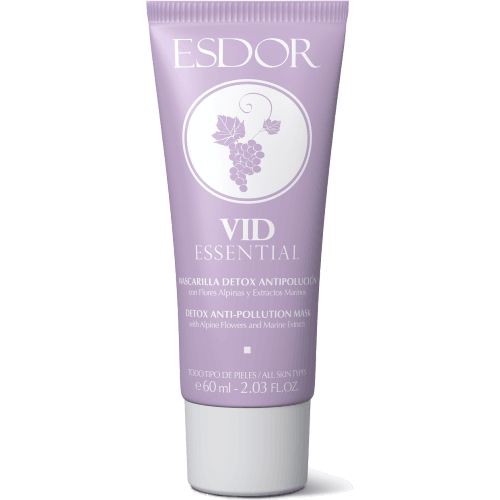 ESDOR
VID
ESSENTIAL
MASCARILLA DETOX ANTIPOLUCIÓN
con Flores Alpinas y Extractos Marinos
DETOX ANTI-POLLUTION MASK
with Alpine Flowers and Marine Extracts
TODO TIPO DE PIELES / ALL SKIN TYPES
e 60 ml - 2.03 FL.OZ.